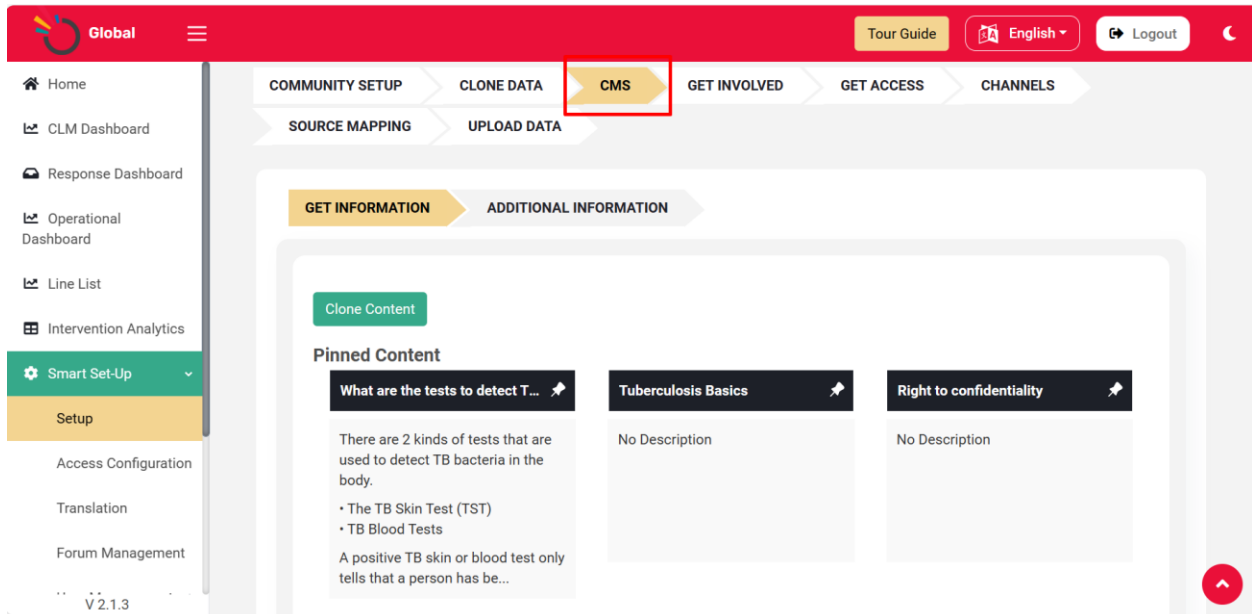 Global
Tour Guide
English
Logout
Home
CLM Dashboard
Response Dashboard
Operational
Dashboard
Line List
Intervention Analytics
Smart Set-Up
Setup
Access Configuration
Translation
Forum Management
V 2.1.3
COMMUNITY SETUP
CLONE DATA
CMS
GET INVOLVED
GET ACCESS
CHANNELS
SOURCE MAPPING
UPLOAD DATA
GET INFORMATION
ADDITIONAL INFORMATION
Clone Content
Pinned Content
What are the tests to detect T...
There are 2 kinds of tests that are
used to detect TB bacteria in the
body.
• The TB Skin Test (TST)
• TB Blood Tests
A positive TB skin or blood test only
tells that a person has be...
Tuberculosis Basics
No Description
Right to confidentiality
No Description